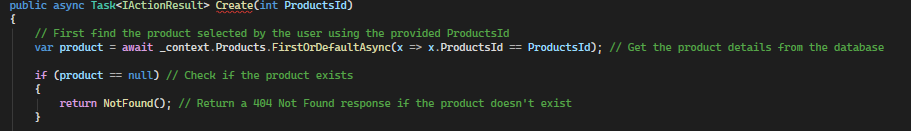 public async Task<IActionResult> Create(int ProductsId)
{
// First find the product selected by the user using the provided ProductsId
var product = await _context.Products.FirstOrDefaultAsync(x => x.ProductsId == ProductsId); // Get the product details from the database
if (product == null) // Check if the product exists
{
return NotFound(); // Return a 404 Not Found response if the product doesn't exist
}